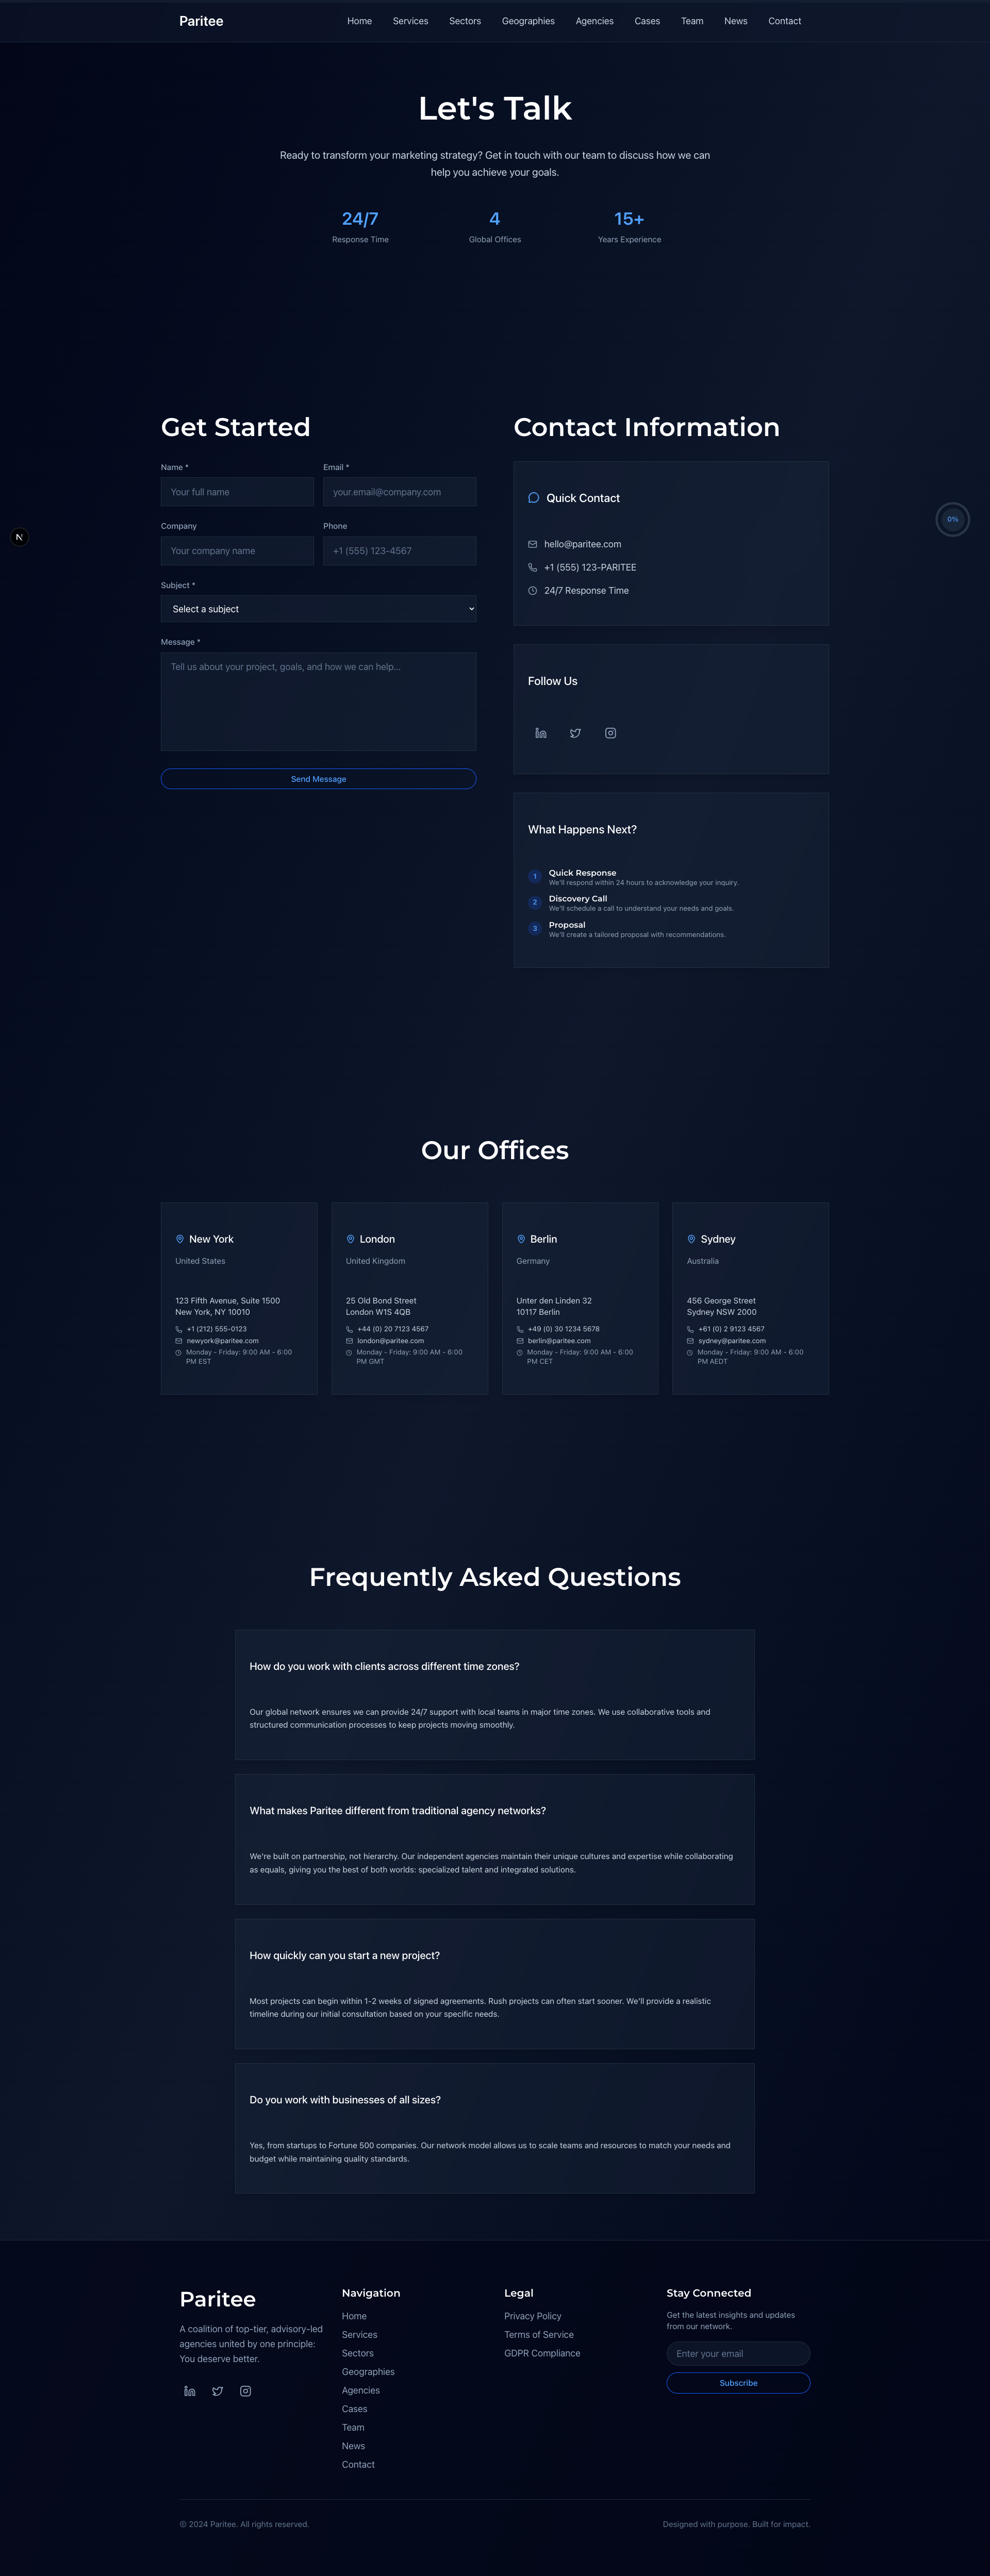 Paritee
Home Services Sectors Geographies Agencies Cases Team News Contact
Let's Talk
Ready to transform your marketing strategy? Get in touch with our team to discuss how we can
help you achieve your goals.
24/7
Response Time
4
Global Offices
15+
Years Experience
Get Started
Name *
Your full name
Email *
your.email@company.com
Company
Your company name
Phone
+1 (555) 123-4567
Subject *
Select a subject
Message *
Tell us about your project, goals, and how we can help...
Send Message
Contact Information
Quick Contact
hello@paritee.com
+1 (555) 123-PARITEE
24/7 Response Time
Follow Us
What Happens Next?
1
Quick Response
We'll respond within 24 hours to acknowledge your inquiry.
2
Discovery Call
We'll schedule a call to understand your needs and goals.
3
Proposal
We'll create a tailored proposal with recommendations.
N
0%
Our Offices
New York
United States
123 Fifth Avenue, Suite 1500
New York, NY 10010
+1 (212) 555-0123
newyork@paritee.com
Monday - Friday: 9:00 AM - 6:00
PM EST
London
United Kingdom
25 Old Bond Street
London W1S 4QB
+44 (0) 20 7123 4567
london@paritee.com
Monday - Friday: 9:00 AM - 6:00
PM GMT
Berlin
Germany
Unter den Linden 32
10117 Berlin
+49 (0) 30 1234 5678
berlin@paritee.com
Monday - Friday: 9:00 AM - 6:00
PM CET
Sydney
Australia
456 George Street
Sydney NSW 2000
+61 (0) 2 9123 4567
sydney@paritee.com
Monday - Friday: 9:00 AM - 6:00
PM AEDT
Frequently Asked Questions
How do you work with clients across different time zones?
Our global network ensures we can provide 24/7 support with local teams in major time zones. We use collaborative tools and
structured communication processes to keep projects moving smoothly.
What makes Paritee different from traditional agency networks?
We're built on partnership, not hierarchy. Our independent agencies maintain their unique cultures and expertise while collaborating
as equals, giving you the best of both worlds: specialized talent and integrated solutions.
How quickly can you start a new project?
Most projects can begin within 1-2 weeks of signed agreements. Rush projects can often start sooner. We'll provide a realistic
timeline during our initial consultation based on your specific needs.
Do you work with businesses of all sizes?
Yes, from startups to Fortune 500 companies. Our network model allows us to scale teams and resources to match your needs and
budget while maintaining quality standards.
Paritee
A coalition of top-tier, advisory-led
agencies united by one principle:
You deserve better.
Navigation
Home
Services
Sectors
Geographies
Agencies
Cases
Team
News
Contact
Legal
Privacy Policy
Terms of Service
GDPR Compliance
Stay Connected
Get the latest insights and updates
from our network.
Enter your email
Subscribe
© 2024 Paritee. All rights reserved.
Designed with purpose. Built for impact.